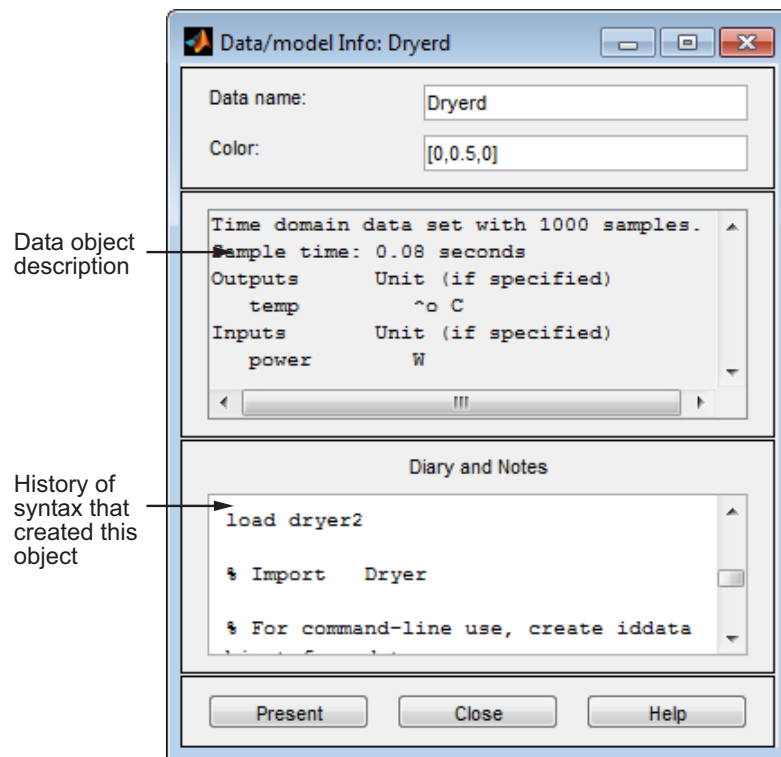 Data/model Info: Dryerd
Data name:
Dryerd
Color:
[0,0.5,0]
Data object
description
Time domain data set with 1000 samples.
Sample time: 0.08 seconds
Outputs Unit (if specified)
temp ^o C
Inputs Unit (if specified)
power W
Diary and Notes
History of
syntax that
created this
object
load dryer2
% Import Dryer
% For command-line use, create iddata
Present Close Help